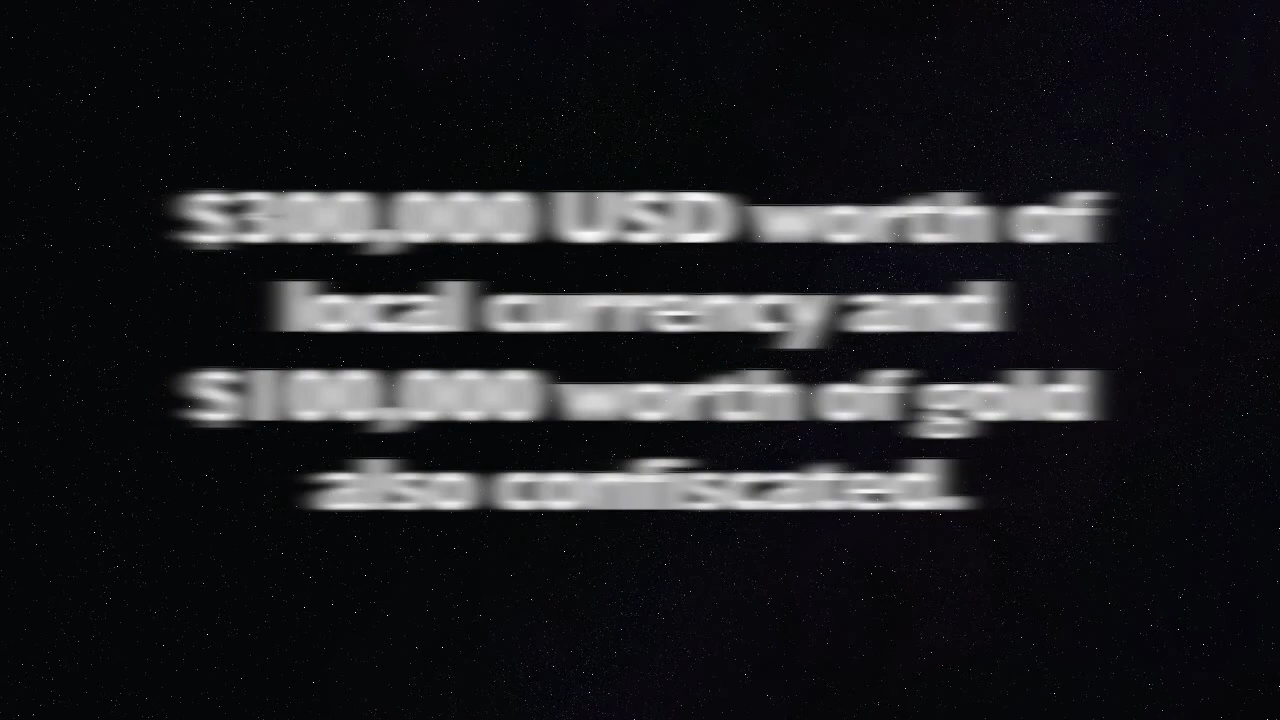 $300,000 USD worth of
local currency and
$100,000 worth of gold
also confiscated.